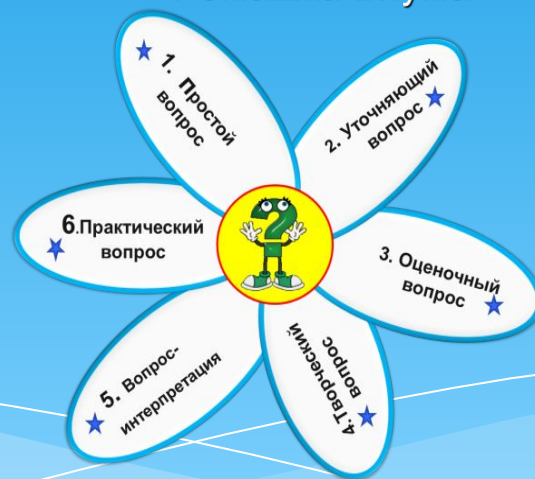 1. Простой
вопрос
2. Уточняющий
вопрос
3. Оценочный
вопрос
4.Творческий
вопрос
5. Вопрос-
интерпретация
6.Практический
вопрос